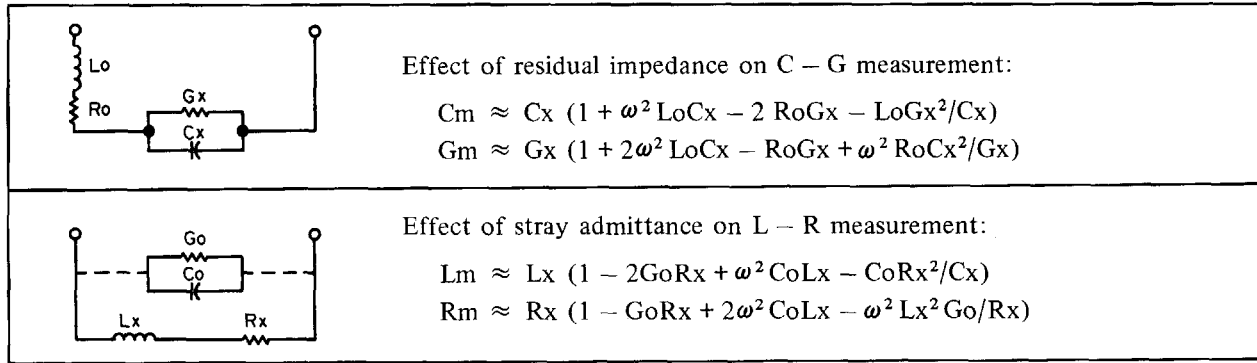 Lo
Ro
Gx
Cx
Effect of residual impedance on C – G measurement:
Cm ≈ Cx (1 + ω² LoCx – 2 RoGx – LoGx²/Cx)
Gm ≈ Gx (1 + 2ω² LoCx – RoGx + ω² RoCx²/Gx)
Go
Co
Lx Rx
Effect of stray admittance on L – R measurement:
Lm ≈ Lx (1 – 2GoRx + ω² CoLx – CoRx²/Cx)
Rm ≈ Rx (1 – GoRx + 2ω² CoLx – ω² Lx² Go/Rx)